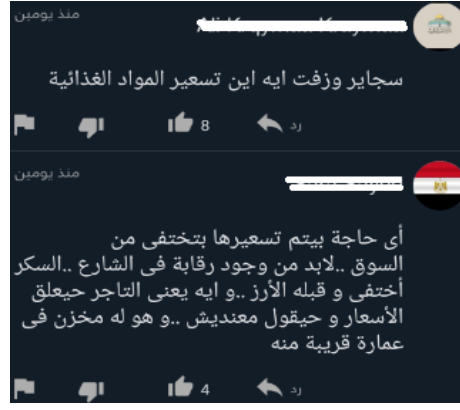 منذ يومين
سجاير وزفت ايه اين تسعير المواد الغذائية
رد 8
منذ يومين
أى حاجة بيتم تسعيرها بتختفى من
السوق ..لابد من وجود رقابة فى الشارع ..السكر
أختفي و قبله الأرز ..و ايه يعنى التاجر حيعلق
الأسعار و حيقول معنديش ..و هو له مخزن فى
عمارة قريبة منه
رد 4